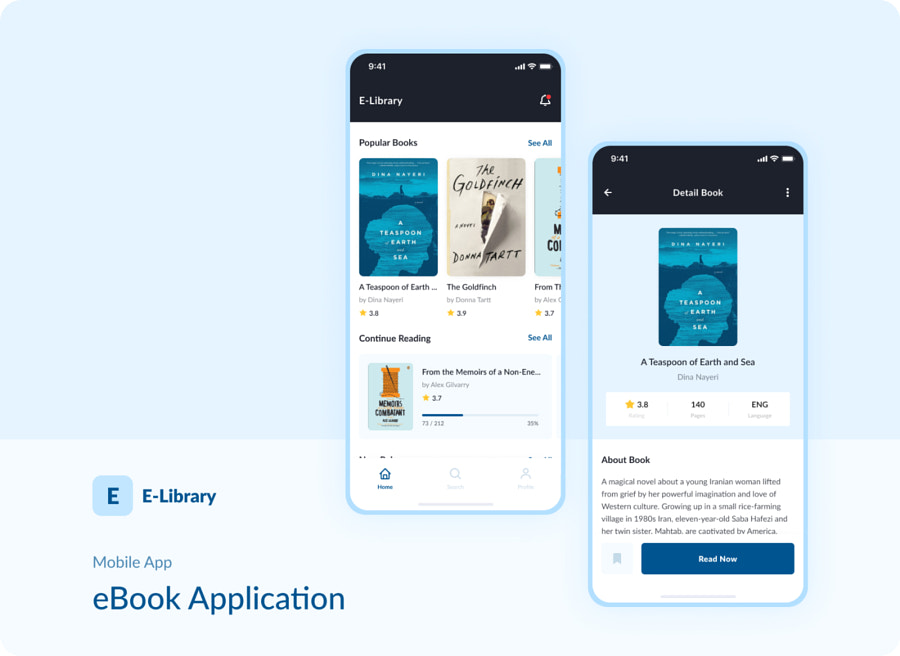 9:41
E-Library
Popular Books
See All
DINA NAYERI
A
TEASPOON
of EARTH
and
SEA
The
GOLDFINCH
A NOVEL
DONNA TARTT
A Teaspoon of Earth ...
by Dina Nayeri
3.8
The Goldfinch
by Donna Tartt
3.9
From Th
by Alex G
3.7
Continue Reading
See All
MEMOIRS
COMBATANT
From the Memoirs of a Non-Ene...
by Alex Gilvarry
3.7
73 / 212
35%
Home
Search
Profile
9:41
Detail Book
DINA NAYERI
A
TEASPOON
of EARTH
and
SEA
A Teaspoon of Earth and Sea
Dina Nayeri
3.8
Rating
140
Pages
ENG
Language
About Book
A magical novel about a young Iranian woman lifted
from grief by her powerful imagination and love of
Western culture. Growing up in a small rice-farming
village in 1980s Iran, eleven-year-old Saba Hafezi and
her twin sister, Mahtab, are captivated by America.
Read Now
E
E-Library
Mobile App
eBook Application